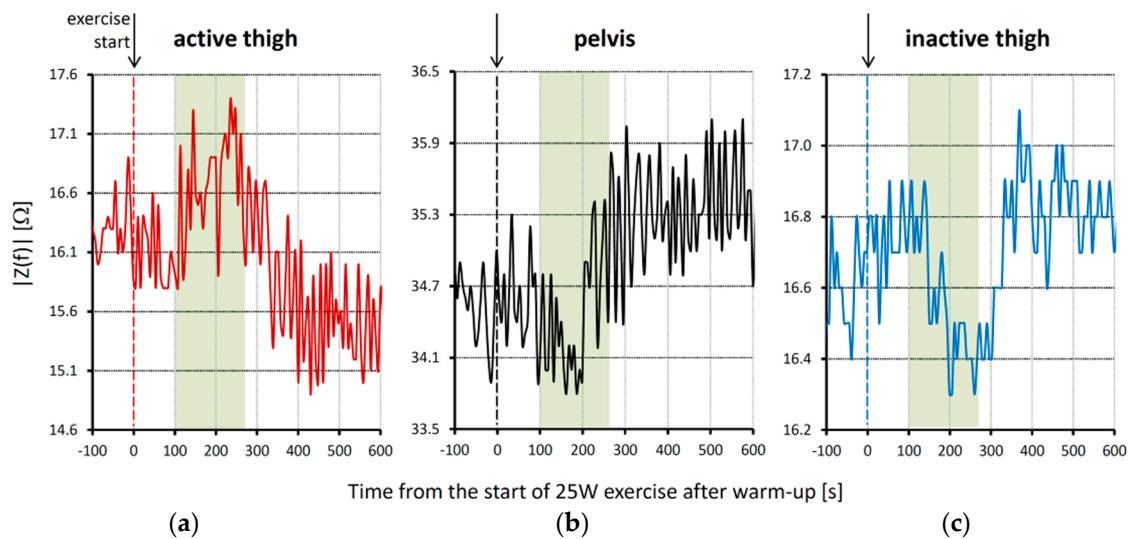 exercise
start
active thigh
pelvis
inactive thigh
|Z(f)| [Ω]
17.6
17.1
16.6
16.1
15.6
15.1
14.6
-100 0 100 200 300 400 500 600
36.5
35.9
35.3
34.7
34.1
33.5
-100 0 100 200 300 400 500 600
17.2
17.0
16.8
16.6
16.4
16.2
-100 0 100 200 300 400 500 600
Time from the start of 25W exercise after warm-up [s]
(a) (b) (c)